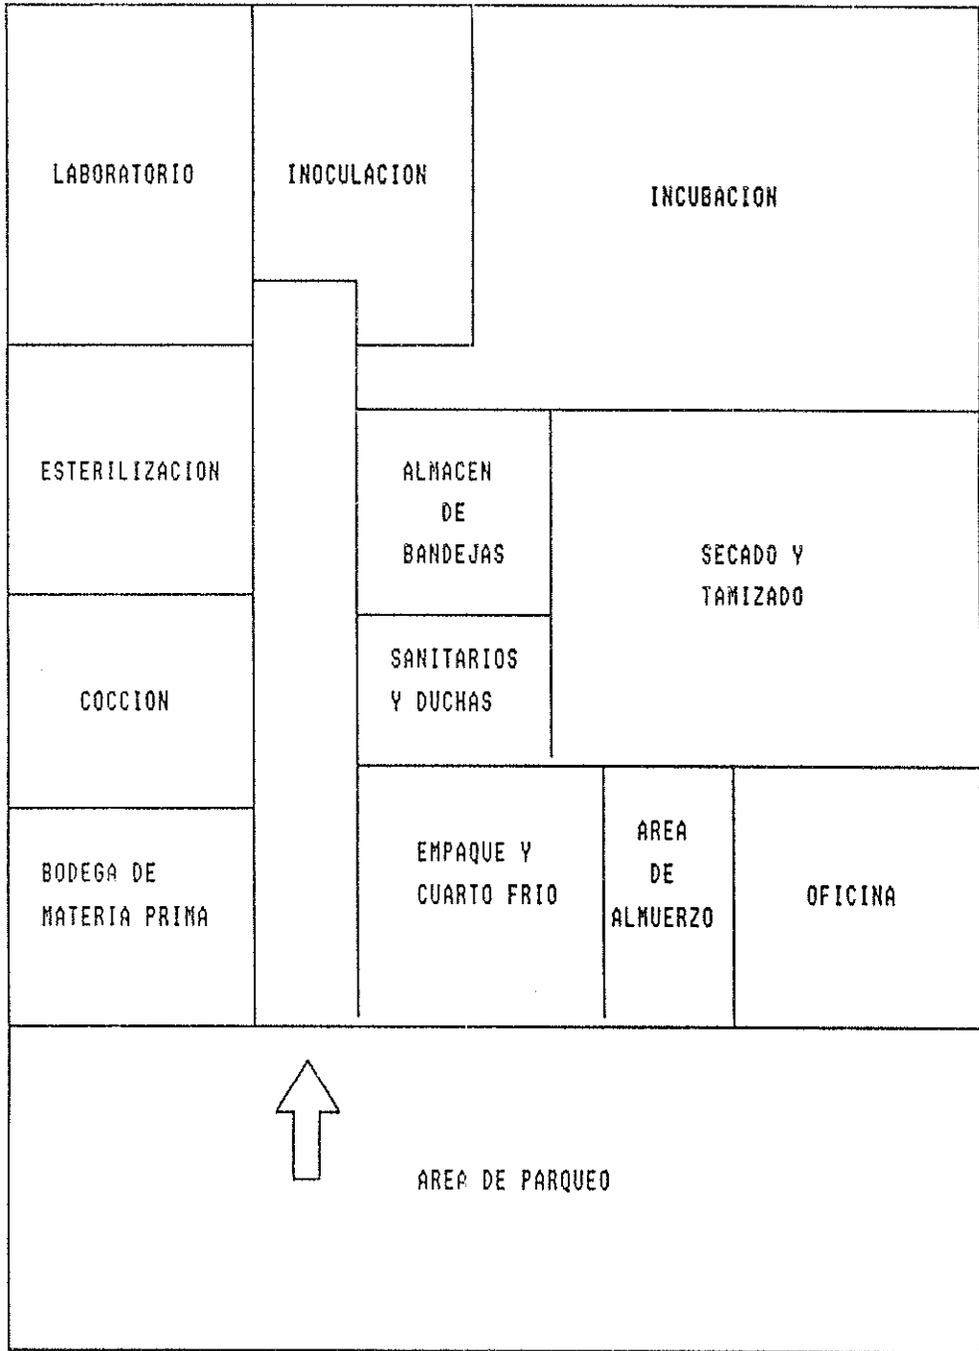 LABORATORIO
INOCULACION
INCUBACION
ESTERILIZACION
ALMACEN
DE
BANDEJAS
SECADO Y
TAMIZADO
SANITARIOS
Y DUCHAS
COCCION
BODEGA DE
MATERIA PRIMA
EMPAQUE Y
CUARTO FRIO
AREA
DE
ALMUERZO
OFICINA
AREA DE PARQUEO